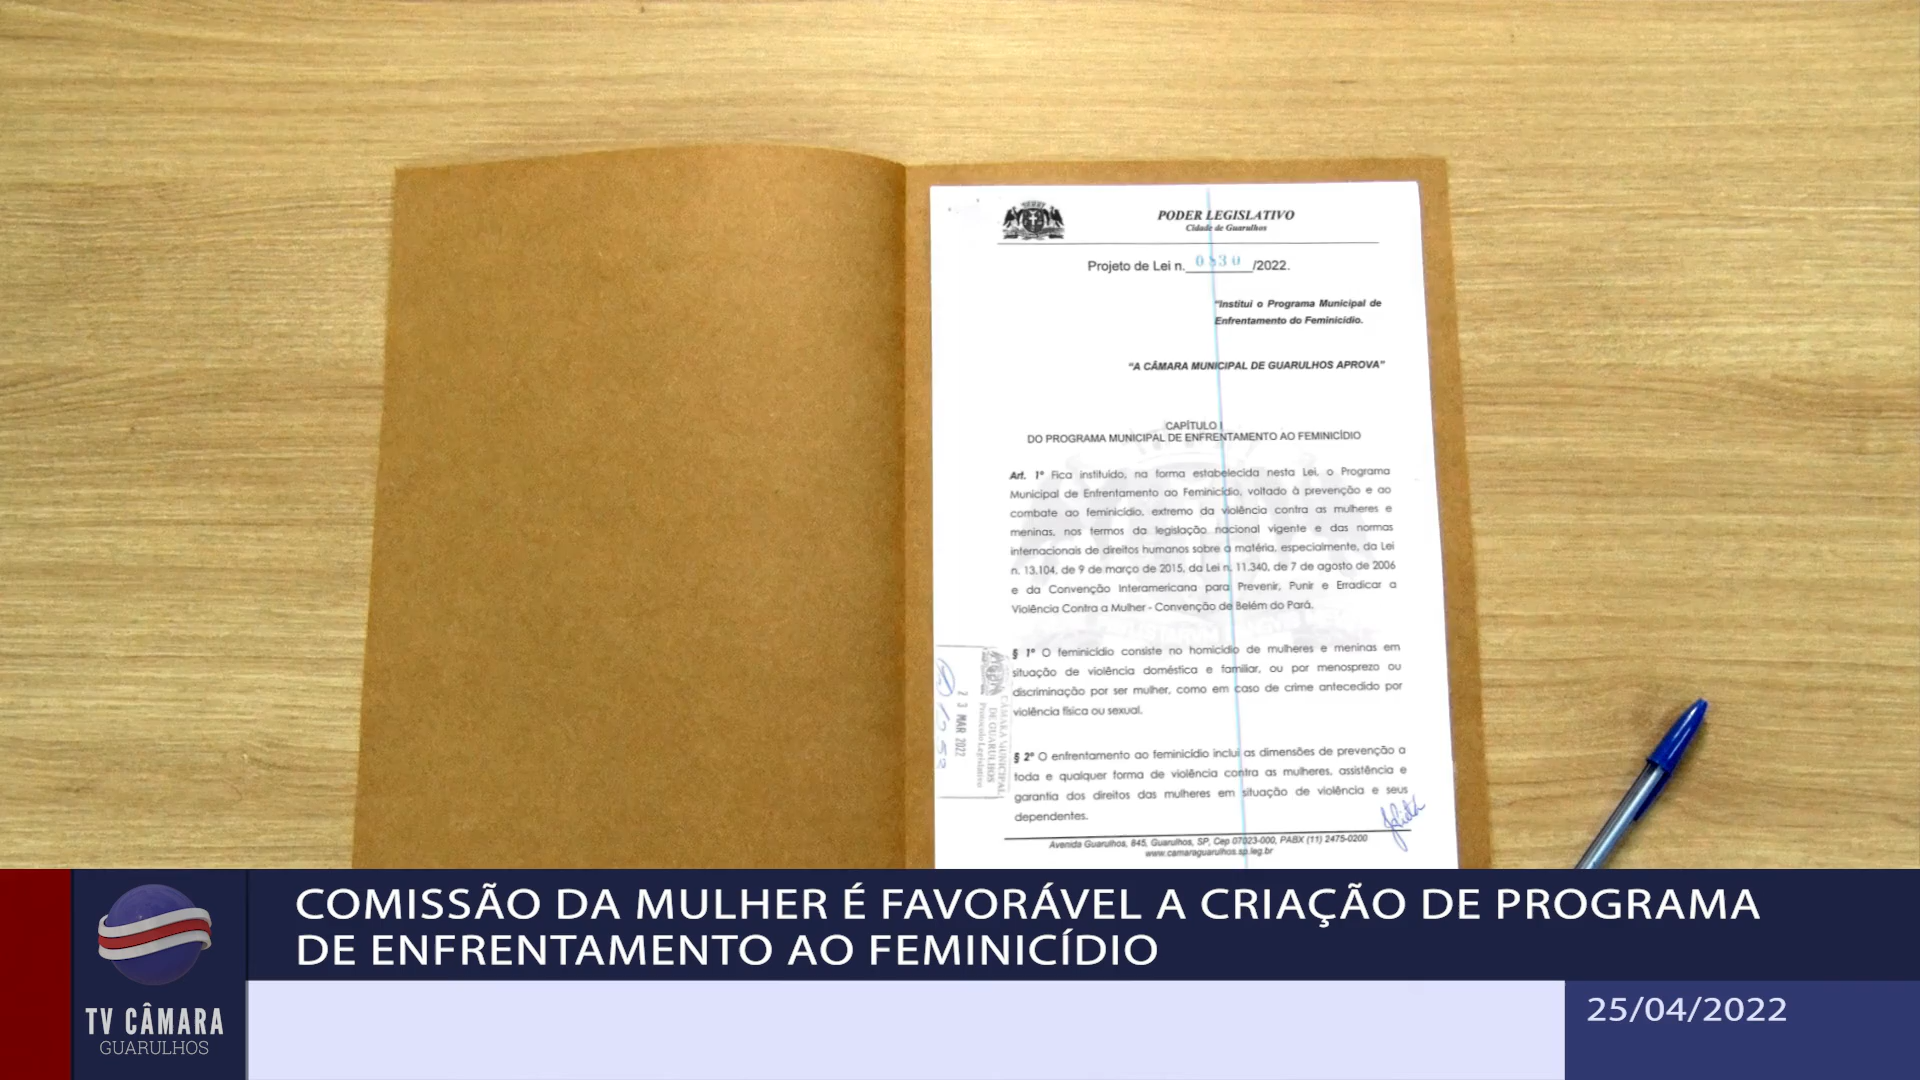 PODER LEGISLATIVO
Cidade de Guarulhos
Projeto de Lei n. 0830/2022.
"Institui o Programa Municipal de
Enfrentamento do Feminicídio.
"A CÂMARA MUNICIPAL DE GUARULHOS APROVA"
CAPÍTULO I
DO PROGRAMA MUNICIPAL DE ENFRENTAMENTO AO FEMINICÍDIO
Art. 1º Fica instituído, na forma estabelecida nesta Lei, o Programa
Municipal de Enfrentamento ao Feminicídio, voltado à prevenção e ao
combate ao feminicídio, extremo da violência contra as mulheres e
meninas, nos termos da legislação nacional vigente e das normas
internacionais de direitos humanos sobre a matéria, especialmente, da Lei
n. 13.104, de 9 de março de 2015, da Lei n. 11.340, de 7 de agosto de 2006
e da Convenção Interamericana para Prevenir, Punir e Erradicar a
Violência Contra a Mulher - Convenção de Belém do Pará.
§ 1º O feminicídio consiste no homicídio de mulheres e meninas em
situação de violência doméstica e familiar, ou por menosprezo ou
discriminação por ser mulher, como em caso de crime antecedido por
violência física ou sexual.
§ 2º O enfrentamento ao feminicídio inclui as dimensões de prevenção a
toda e qualquer forma de violência contra as mulheres, assistência e
garantia dos direitos das mulheres em situação de violência e seus
dependentes.
CÂMARA MUNICIPAL
DE GUARULHOS
Protocolo Legislativo
23 MAR 2022
Avenida Guarulhos, 845, Guarulhos, SP, Cep 07023-000, PABX (11) 2475-0200
www.camaraguarulhos.sp.leg.br
COMISSÃO DA MULHER É FAVORÁVEL A CRIAÇÃO DE PROGRAMA
DE ENFRENTAMENTO AO FEMINICÍDIO
TV CÂMARA
GUARULHOS
25/04/2022